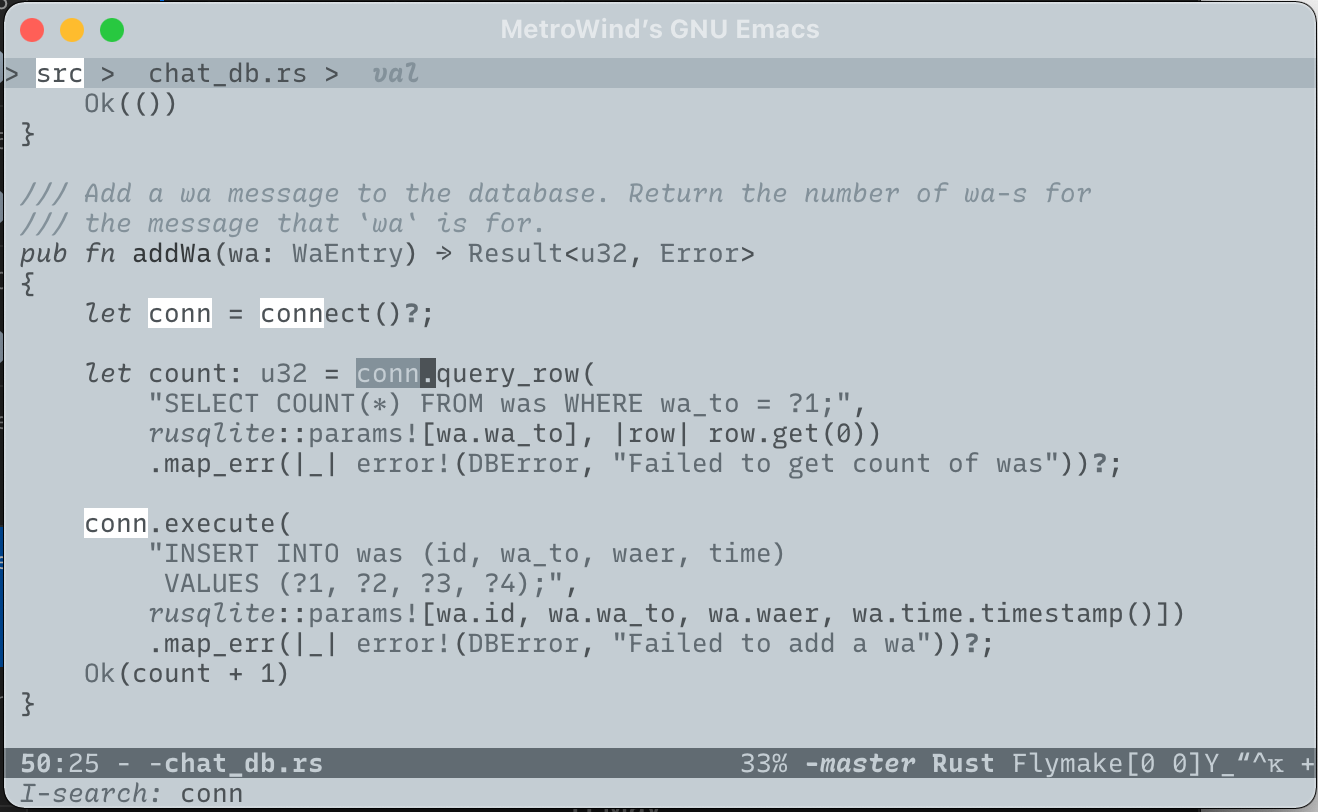 MetroWind’s GNU Emacs
> src > chat_db.rs > val
    Ok(())
}

/// Add a wa message to the database. Return the number of wa-s for
/// the message that `wa` is for.
pub fn addWa(wa: WaEntry) -> Result<u32, Error>
{
    let conn = connect()?;

    let count: u32 = conn.query_row(
        "SELECT COUNT(*) FROM was WHERE wa_to = ?1;",
        rusqlite::params![wa.wa_to], |row| row.get(0))
        .map_err(|_| error!(DBError, "Failed to get count of was"))?;

    conn.execute(
        "INSERT INTO was (id, wa_to, waer, time)
         VALUES (?1, ?2, ?3, ?4);",
        rusqlite::params![wa.id, wa.wa_to, wa.waer, wa.time.timestamp()])
        .map_err(|_| error!(DBError, "Failed to add a wa"))?;
    Ok(count + 1)
}

50:25 - -chat_db.rs 33% -master Rust Flymake[0 0]Y_“^κ +
I-search: conn